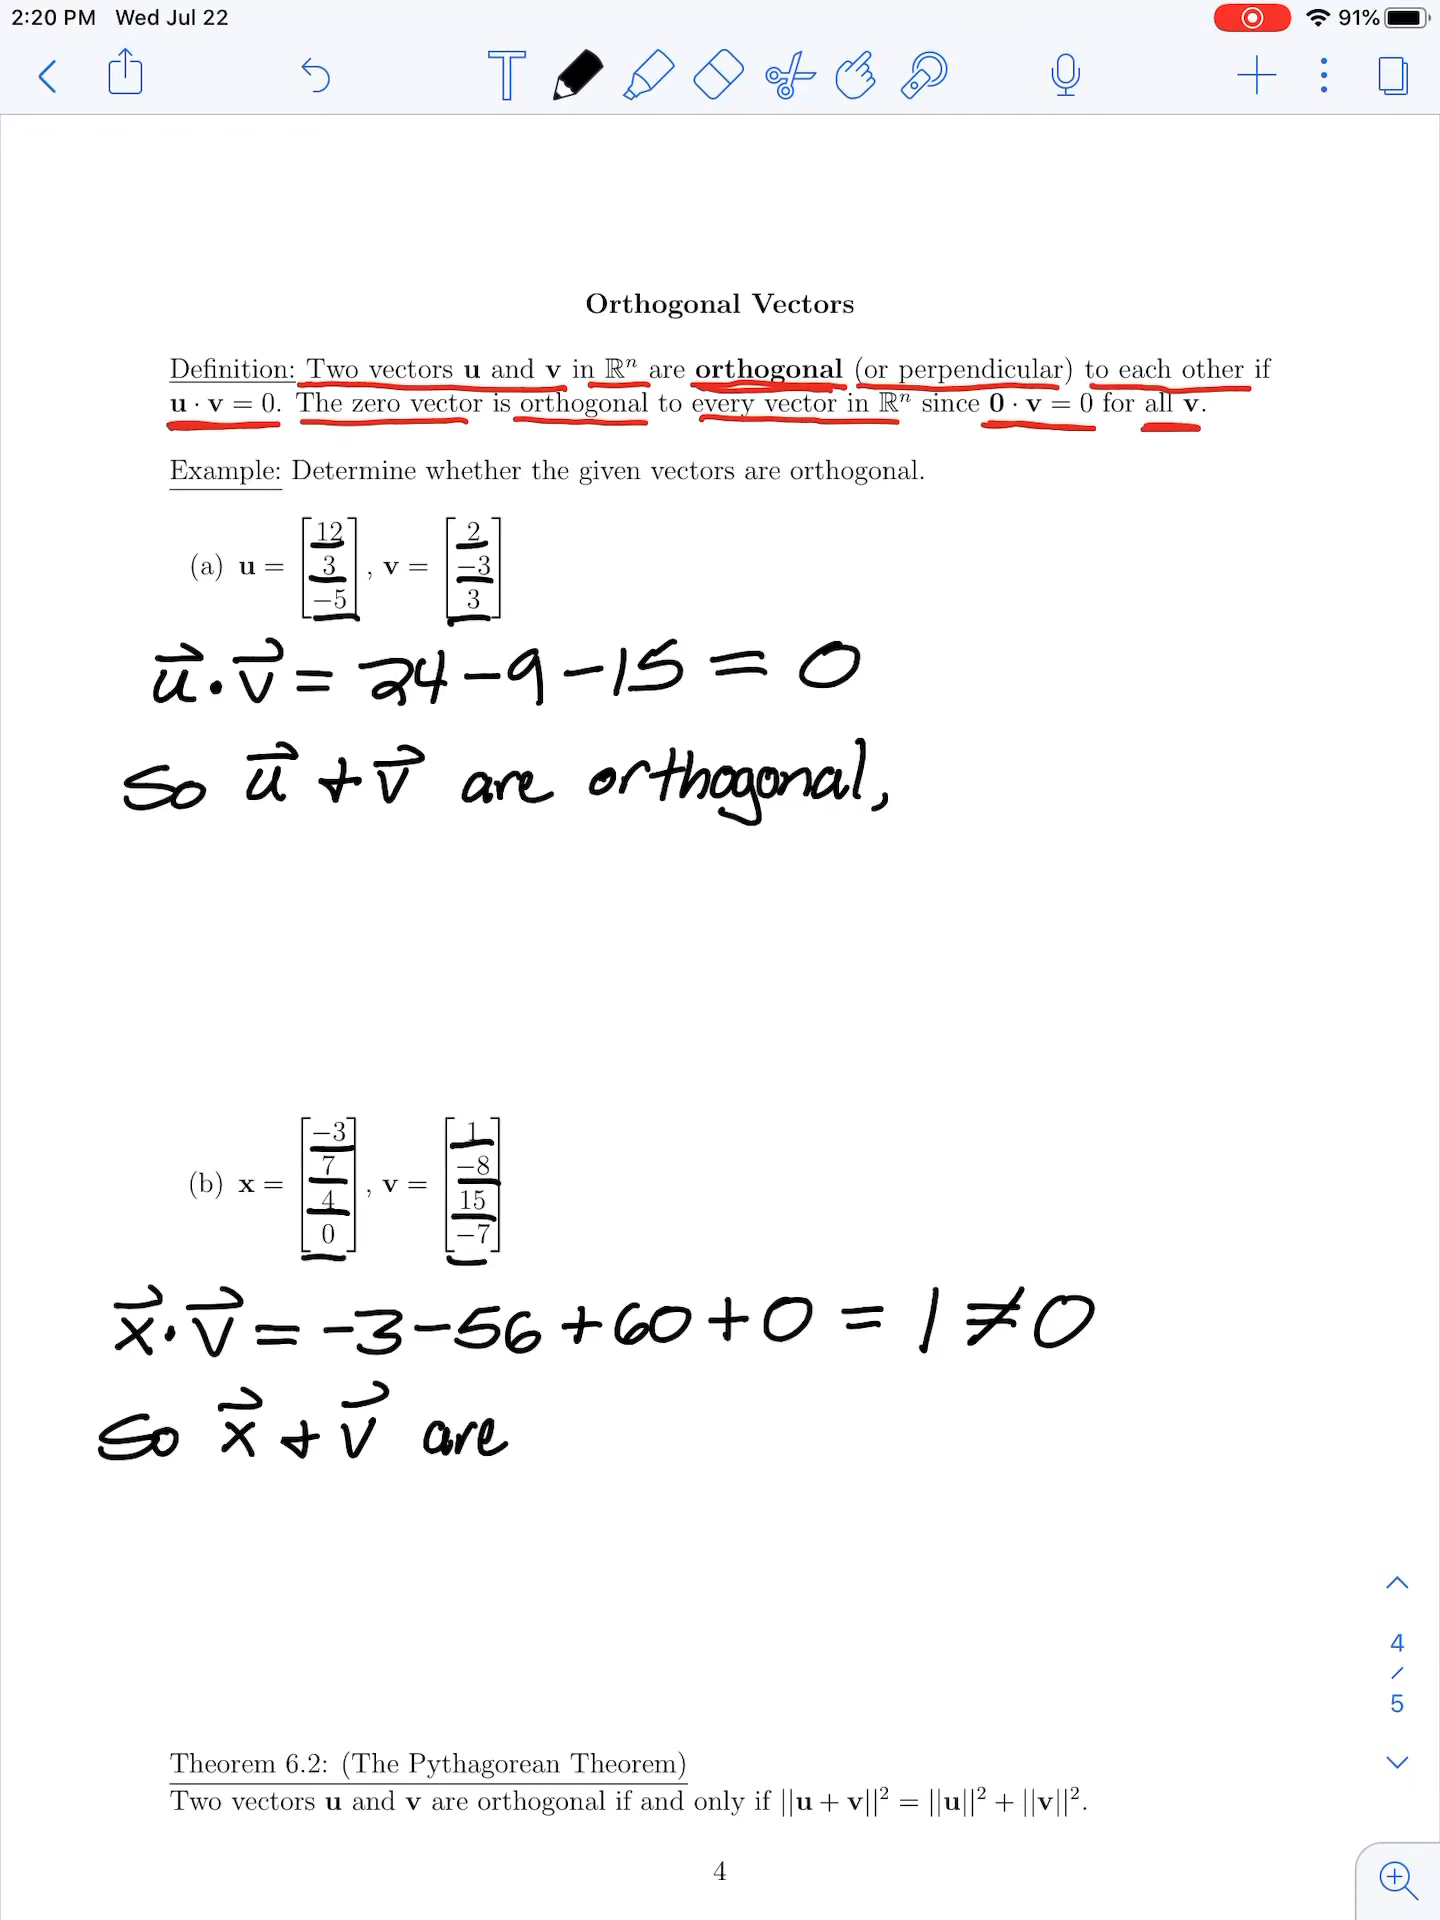 2:20 PM Wed Jul 22 91%
T
Orthogonal Vectors
Definition: Two vectors u and v in ℝⁿ are orthogonal (or perpendicular) to each other if
u · v = 0. The zero vector is orthogonal to every vector in ℝⁿ since 0 · v = 0 for all v.
Example: Determine whether the given vectors are orthogonal.
(a) u = [12 3 −5], v = [2 −3 3]
u⃗ · v⃗ = 24 − 9 − 15 = 0
So u⃗ + v⃗ are orthogonal,
(b) x = [−3 7 4 0], v = [1 −8 15 −7]
x⃗ · v⃗ = −3 − 56 + 60 + 0 = 1 ≠ 0
So x⃗ + v⃗ are
4
/
5
Theorem 6.2: (The Pythagorean Theorem)
Two vectors u and v are orthogonal if and only if ||u + v||² = ||u||² + ||v||².
4